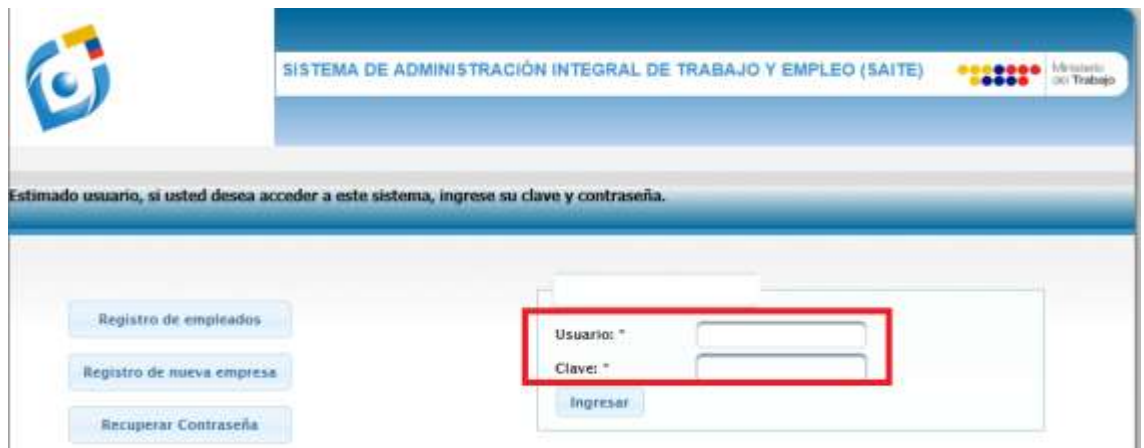 SISTEMA DE ADMINISTRACIÓN INTEGRAL DE TRABAJO Y EMPLEO (SAITE)
Ministerio
del Trabajo
Estimado usuario, si usted desea acceder a este sistema, ingrese su clave y contraseña.
Registro de empleados
Registro de nueva empresa
Recuperar Contraseña
Usuario: *
Clave: *
Ingresar